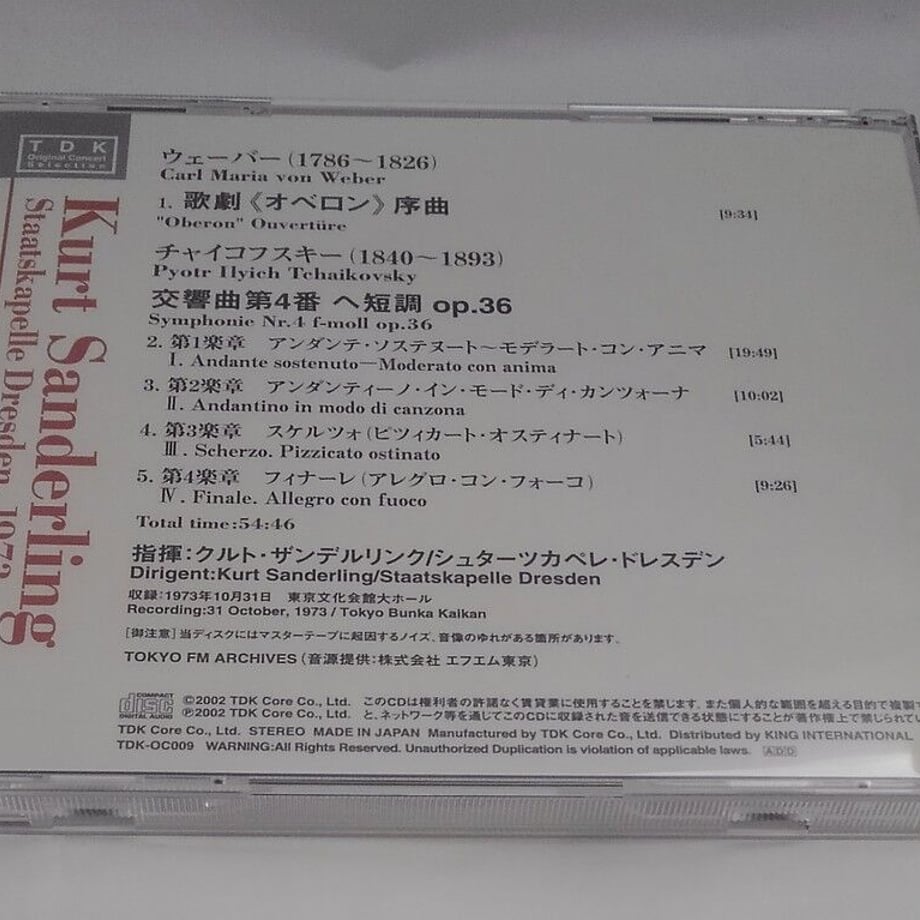 TDK
Original Concert
Selection
Kurt Sanderling
Staatskapelle Dresden
ウェーバー(1786～1826)
Carl Maria von Weber
1. 歌劇《オベロン》序曲 [9:34]
"Oberon" Ouvertüre
チャイコフスキー(1840～1893)
Pyotr Ilyich Tchaikovsky
交響曲第4番 ヘ短調 op.36
Symphonie Nr.4 f-moll op.36
2. 第1楽章 アンダンテ・ソステヌート～モデラート・コン・アニマ [19:49]
I. Andante sostenuto—Moderato con anima
3. 第2楽章 アンダンティーノ・イン・モード・ディ・カンツォーナ [10:02]
II. Andantino in modo di canzona
4. 第3楽章 スケルツォ(ピツィカート・オスティナート) [5:44]
III. Scherzo. Pizzicato ostinato
5. 第4楽章 フィナーレ(アレグロ・コン・フォーコ) [9:26]
IV. Finale. Allegro con fuoco
Total time:54:46
指揮:クルト・ザンデルリンク/シュターツカペレ・ドレスデン
Dirigent:Kurt Sanderling/Staatskapelle Dresden
収録:1973年10月31日 東京文化会館大ホール
Recording:31 October, 1973 / Tokyo Bunka Kaikan
[御注意] 当ディスクにはマスターテープに起因するノイズ、音像のゆれがある箇所があります。
TOKYO FM ARCHIVES (音源提供:株式会社 エフエム東京)
COMPACT disc DIGITAL AUDIO
©2002 TDK Core Co., Ltd. このCDは権利者の許諾なく賃貸業に使用することを禁じます。また個人的な範囲を超える目的で複製す
℗2002 TDK Core Co., Ltd. と、ネットワーク等を通じてこのCDに収録された音を送信できる状態にすることが著作権法上で禁じられて
TDK Core Co., Ltd. STEREO MADE IN JAPAN Manufactured by TDK Core Co., Ltd. Distributed by KING INTERNATIONAL
TDK-OC009 WARNING:All Rights Reserved. Unauthorized Duplication is violation of applicable laws. ADD